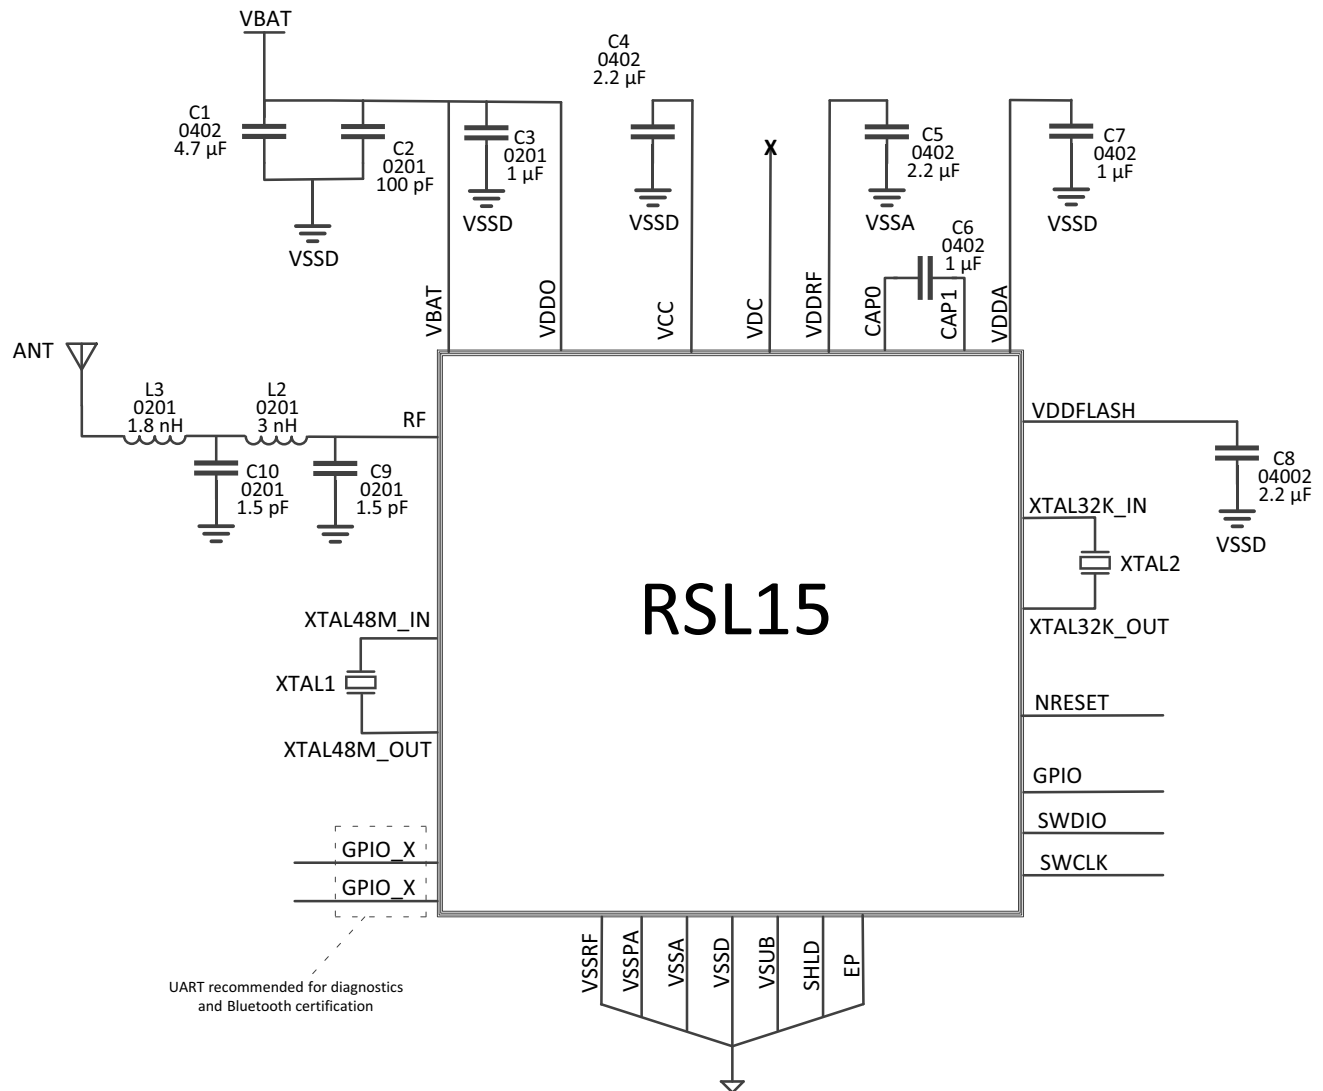 VBAT
C1
0402
4.7 µF
C2
0201
100 pF
VSSD
C3
0201
1 µF
VSSD
C4
0402
2.2 µF
VSSD
X
C5
0402
2.2 µF
VSSA
C6
0402
1 µF
C7
0402
1 µF
VSSD
VBAT
VDDO
VCC
VDC
VDDRF
CAP0
CAP1
VDDA
ANT
L3
0201
1.8 nH
L2
0201
3 nH
RF
C10
0201
1.5 pF
C9
0201
1.5 pF
VDDFLASH
C8
04002
2.2 µF
VSSD
XTAL32K_IN
XTAL2
XTAL32K_OUT
RSL15
XTAL48M_IN
XTAL1
XTAL48M_OUT
NRESET
GPIO
SWDIO
SWCLK
GPIO_X
GPIO_X
UART recommended for diagnostics
and Bluetooth certification
VSSRF
VSSPA
VSSA
VSSD
VSUB
SHLD
EP